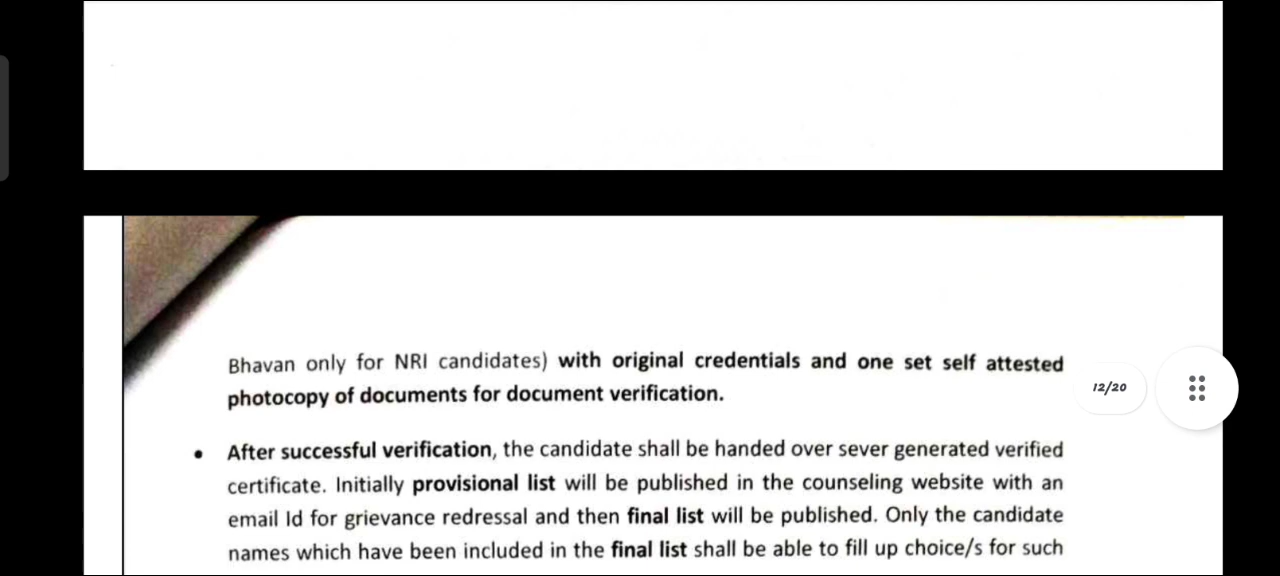 Bhavan only for NRI candidates) with original credentials and one set self attested
photocopy of documents for document verification.
12/20
• After successful verification, the candidate shall be handed over sever generated verified
certificate. Initially provisional list will be published in the counseling website with an
email Id for grievance redressal and then final list will be published. Only the candidate
names which have been included in the final list shall be able to fill up choice/s for such